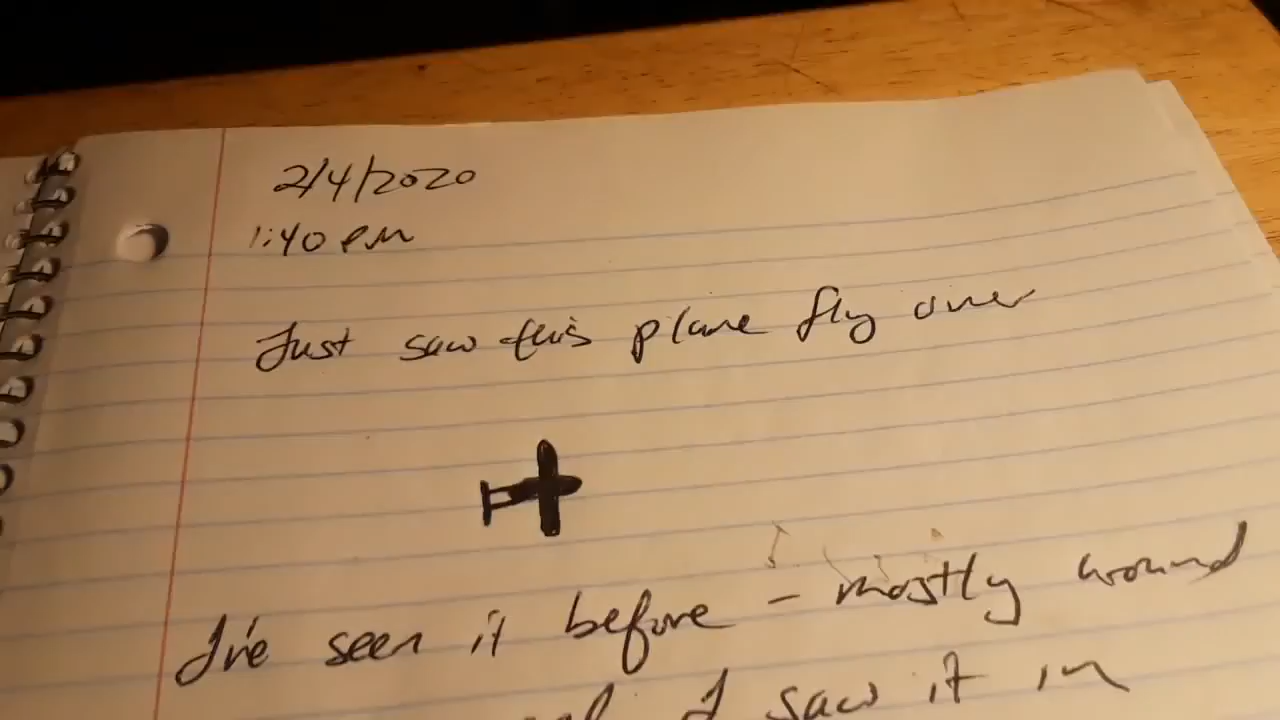 2/4/2020
1:40 PM
Just saw this plane fly over
I've seen it before - mostly around
I saw it in